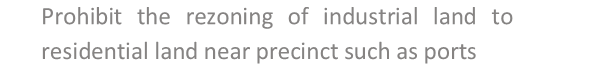 Prohibit the rezoning of industrial land to
residential land near precinct such as ports